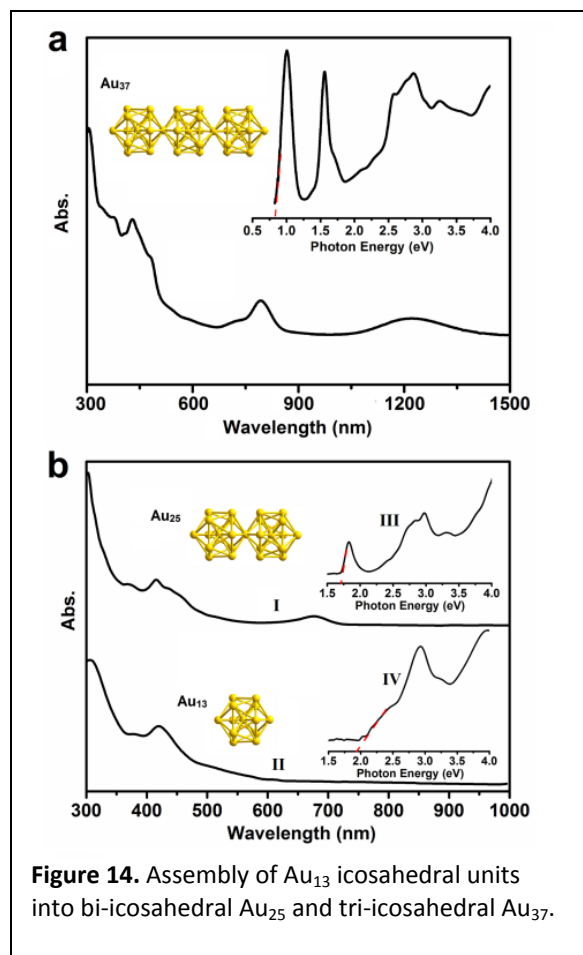 a
Au₃₇
Abs.
0.5 1.0 1.5 2.0 2.5 3.0 3.5 4.0
Photon Energy (eV)
300 600 900 1200 1500
Wavelength (nm)
b
Au₂₅
III
I
1.5 2.0 2.5 3.0 3.5 4.0
Photon Energy (eV)
Abs.
Au₁₃
IV
II
1.5 2.0 2.5 3.0 3.5 4.0
Photon Energy (eV)
300 400 500 600 700 800 900 1000
Wavelength (nm)
Figure 14. Assembly of Au₁₃ icosahedral units
into bi-icosahedral Au₂₅ and tri-icosahedral Au₃₇.